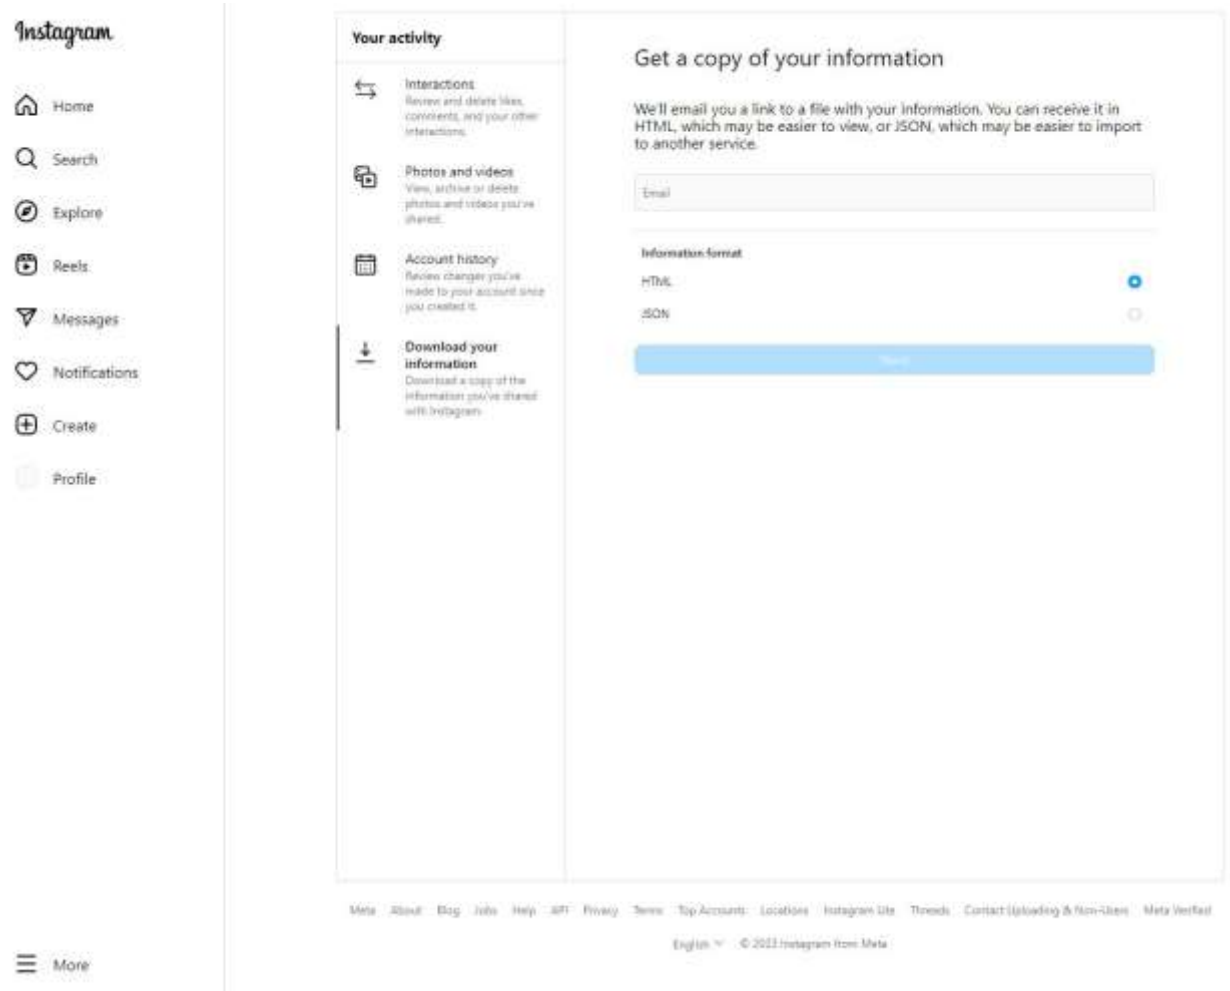 Instagram
Home
Search
Explore
Reels
Messages
Notifications
Create
Profile
More
Your activity
Interactions
Review and delete likes,
comments, and your other
interactions.
Photos and videos
View, archive or delete
photos and videos you've
shared.
Account history
Review changes you've
made to your account since
you created it.
Download your
information
Download a copy of the
information you've shared
with Instagram.
Get a copy of your information
We'll email you a link to a file with your information. You can receive it in
HTML, which may be easier to view, or JSON, which may be easier to import
to another service.
Email
Information format
HTML
JSON
Meta About Blog Jobs Help API Privacy Terms Top Accounts Locations Instagram Lite Threads Contact Uploading & Non-Users Meta Verified
English © 2023 Instagram from Meta